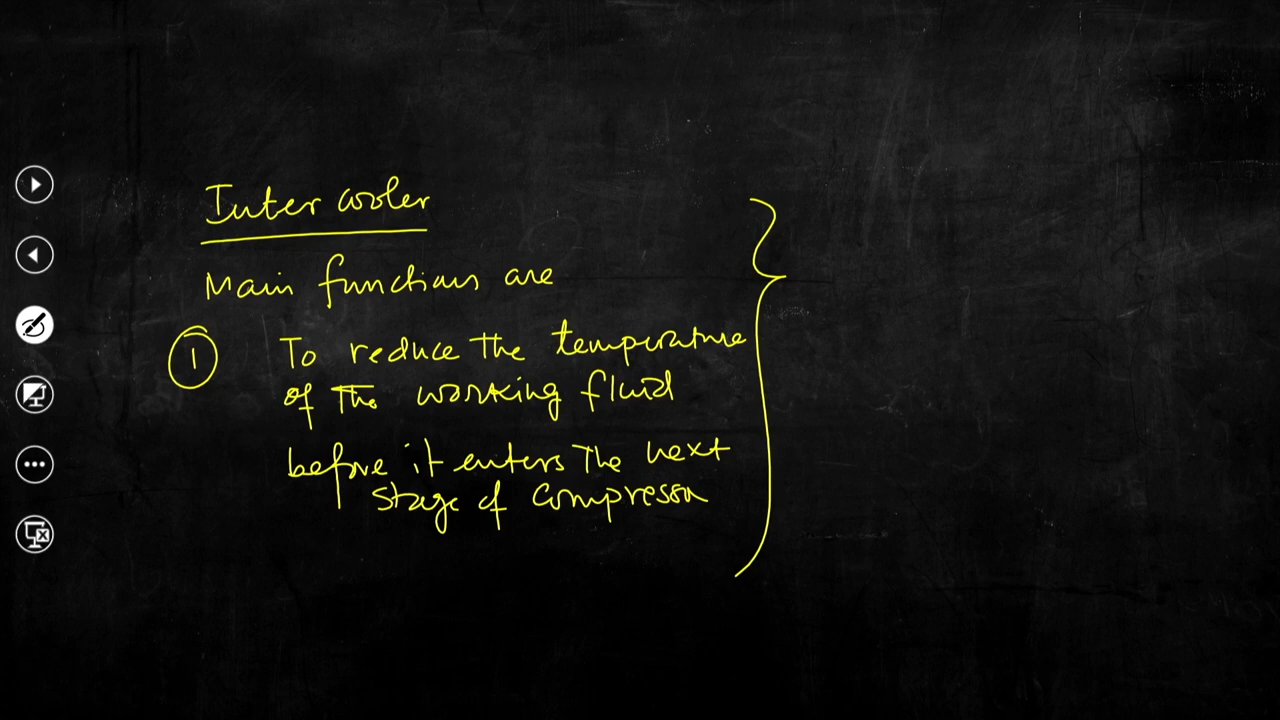 Inter cooler
Main functions are
1 To reduce the temperature
of the working fluid
before it enters the next
stage of compressor